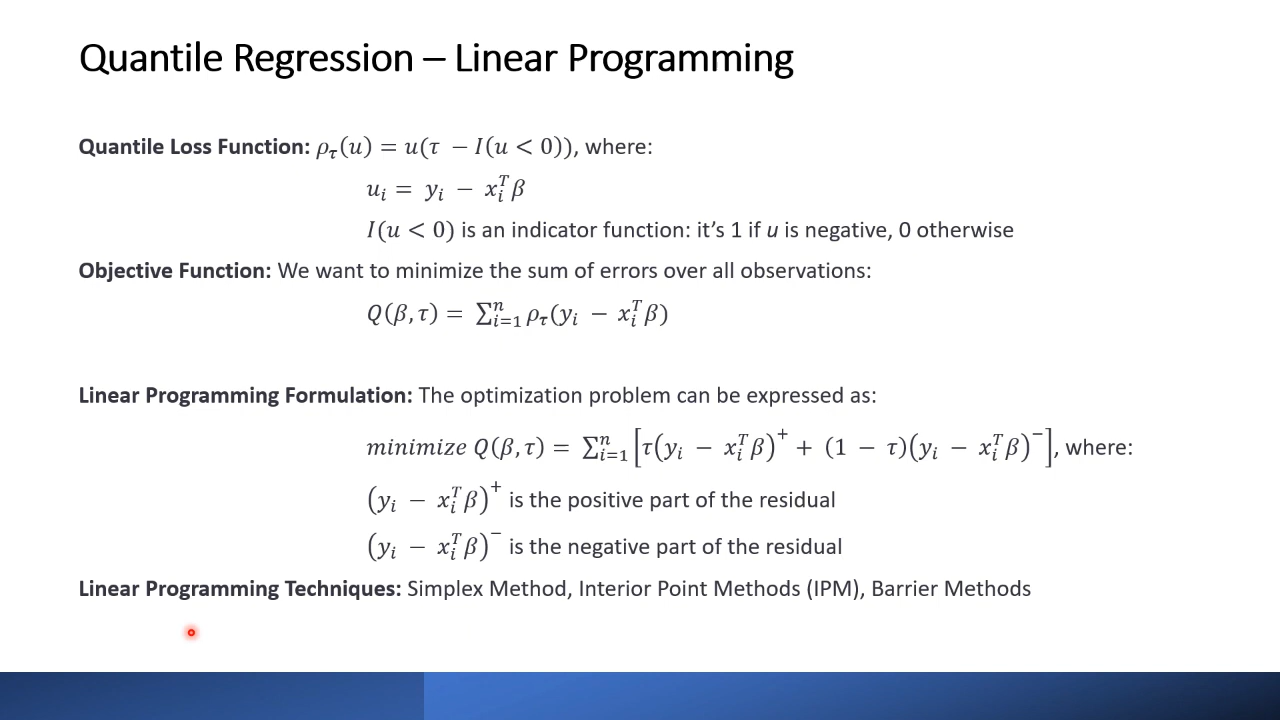 Quantile Regression – Linear Programming
Quantile Loss Function: ρ_τ(u) = u(τ − I(u < 0)), where:
u_i = y_i − x_i^T β
I(u < 0) is an indicator function: it's 1 if u is negative, 0 otherwise
Objective Function: We want to minimize the sum of errors over all observations:
Q(β, τ) = ∑_{i=1}^n ρ_τ(y_i − x_i^T β)
Linear Programming Formulation: The optimization problem can be expressed as:
minimize Q(β, τ) = ∑_{i=1}^n [τ(y_i − x_i^T β)^+ + (1 − τ)(y_i − x_i^T β)^−], where:
(y_i − x_i^T β)^+ is the positive part of the residual
(y_i − x_i^T β)^− is the negative part of the residual
Linear Programming Techniques: Simplex Method, Interior Point Methods (IPM), Barrier Methods